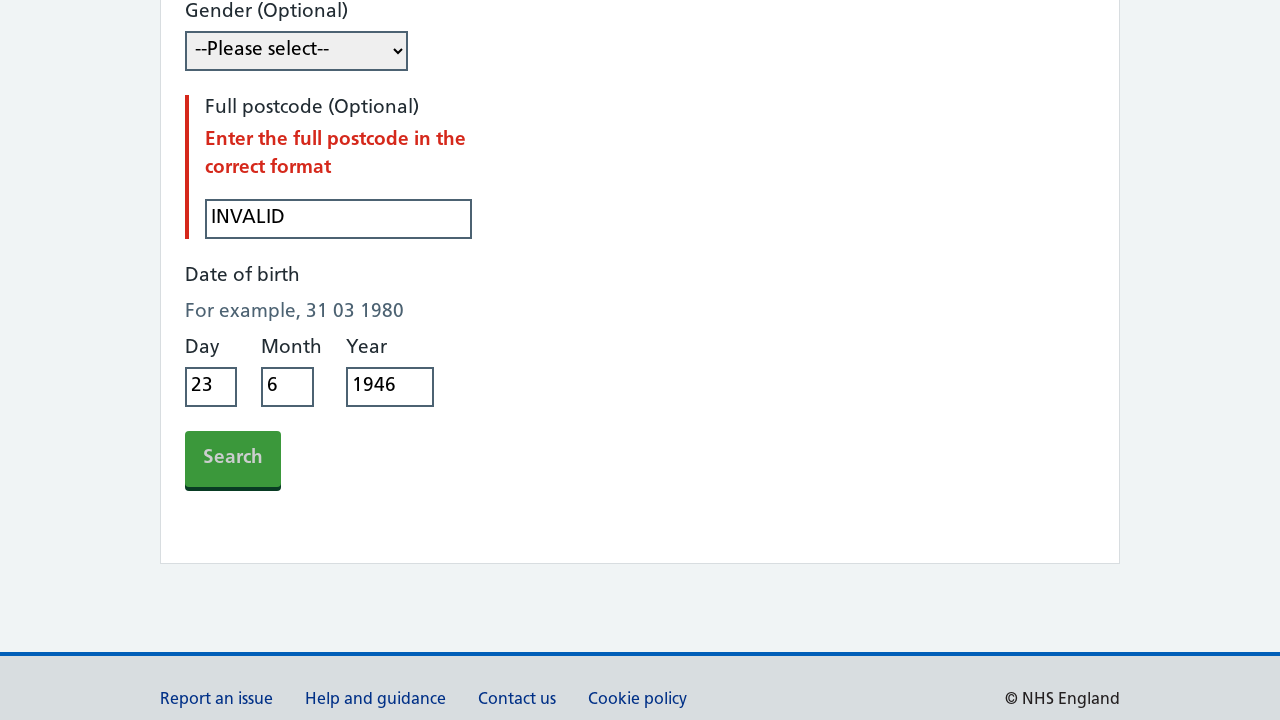 Gender (Optional)
--Please select--
Full postcode (Optional)
Enter the full postcode in the
correct format
INVALID
Date of birth
For example, 31 03 1980
Day Month Year
23 6 1946
Search
Report an issue Help and guidance Contact us Cookie policy © NHS England